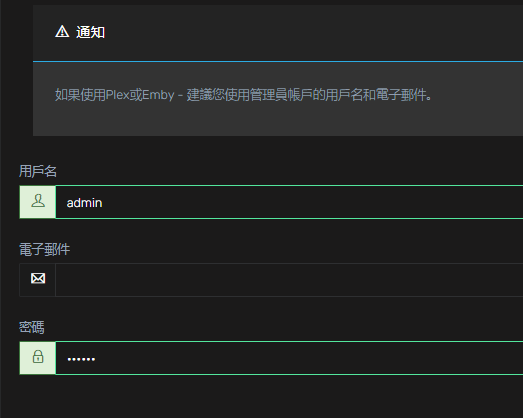 通知
如果使用Plex或Emby - 建議您使用管理員帳戶的用戶名和電子郵件。
用戶名
admin
電子郵件
密碼
••••••